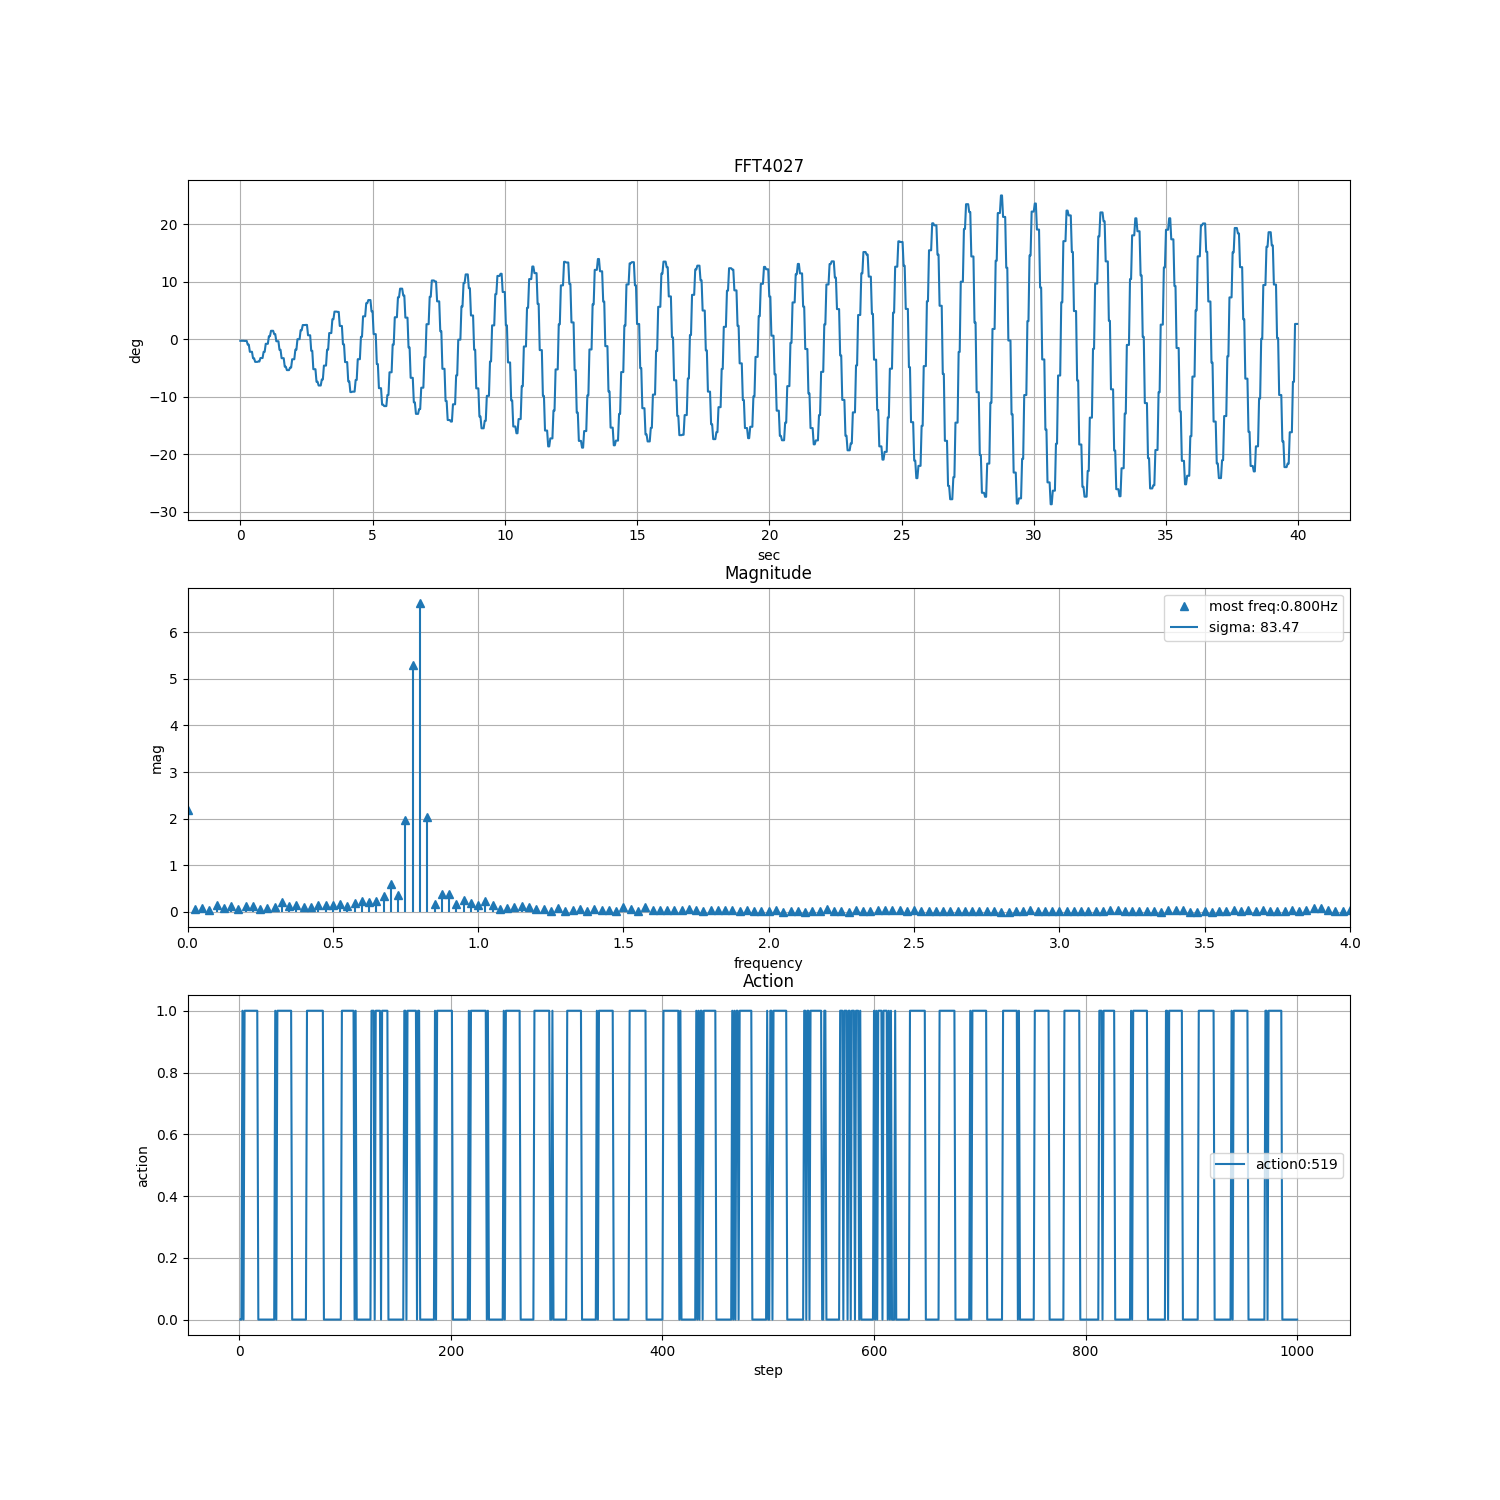 FFT4027
deg
20
10
0
−10
−20
−30
0 5 10 15 20 25 30 35 40
sec
Magnitude
mag
6
5
4
3
2
1
0
most freq:0.800Hz
sigma: 83.47
0.0 0.5 1.0 1.5 2.0 2.5 3.0 3.5 4.0
frequency
Action
action
1.0
0.8
0.6
0.4
0.2
0.0
action0:519
0 200 400 600 800 1000
step